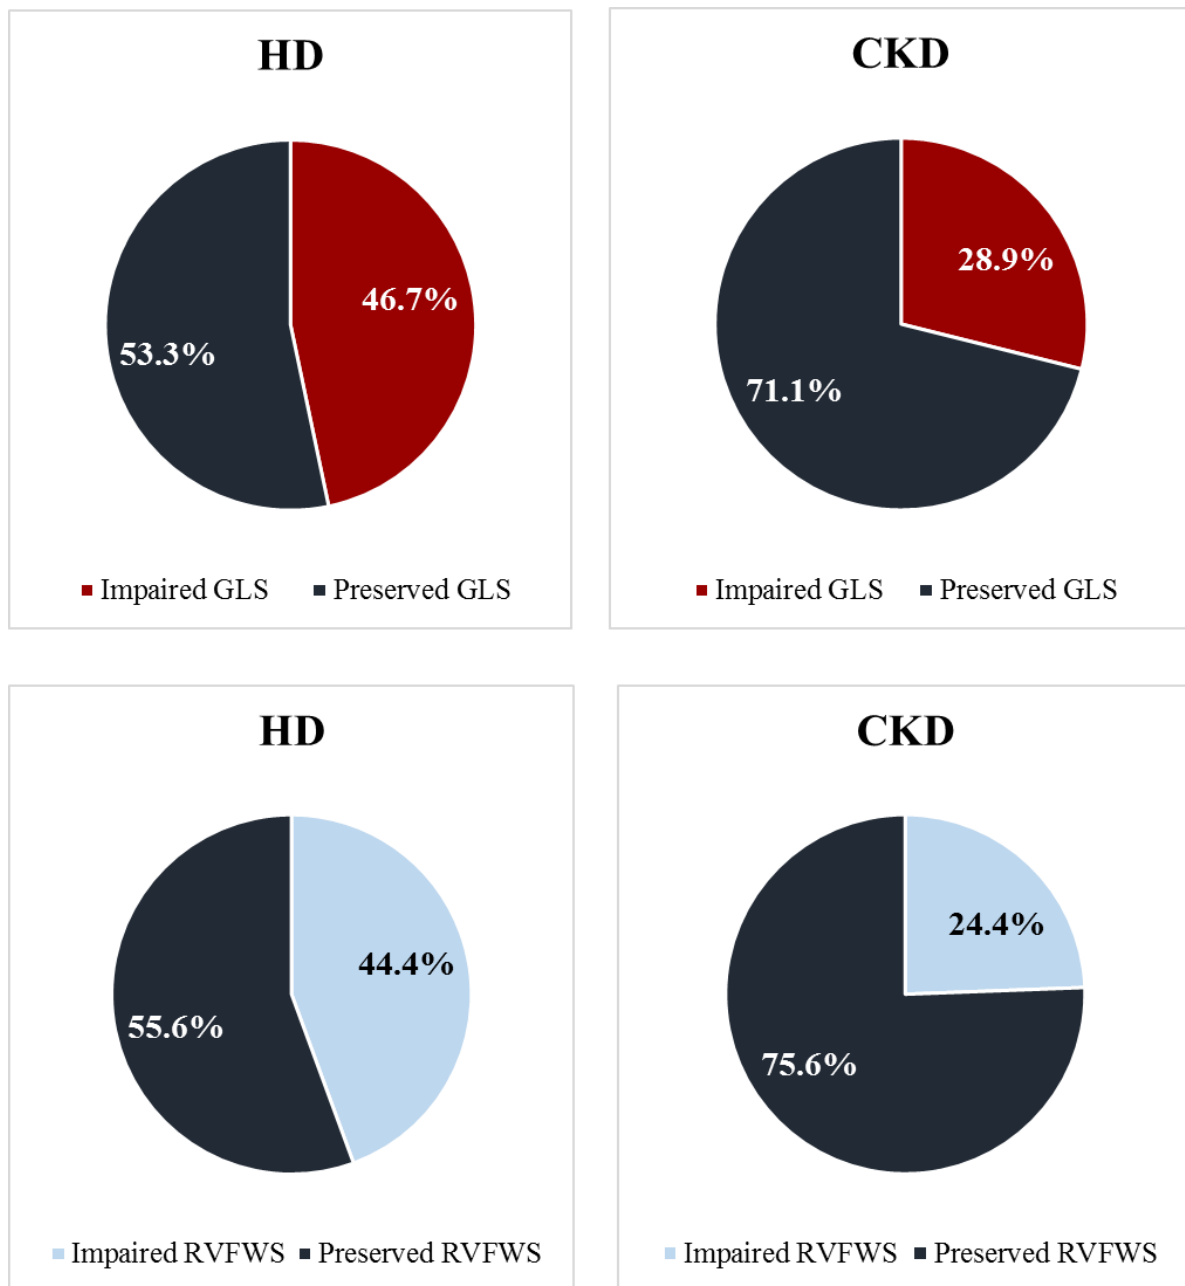 HD
46.7%
53.3%
Impaired GLS Preserved GLS
CKD
28.9%
71.1%
Impaired GLS Preserved GLS
HD
44.4%
55.6%
Impaired RVFWS Preserved RVFWS
CKD
24.4%
75.6%
Impaired RVFWS Preserved RVFWS